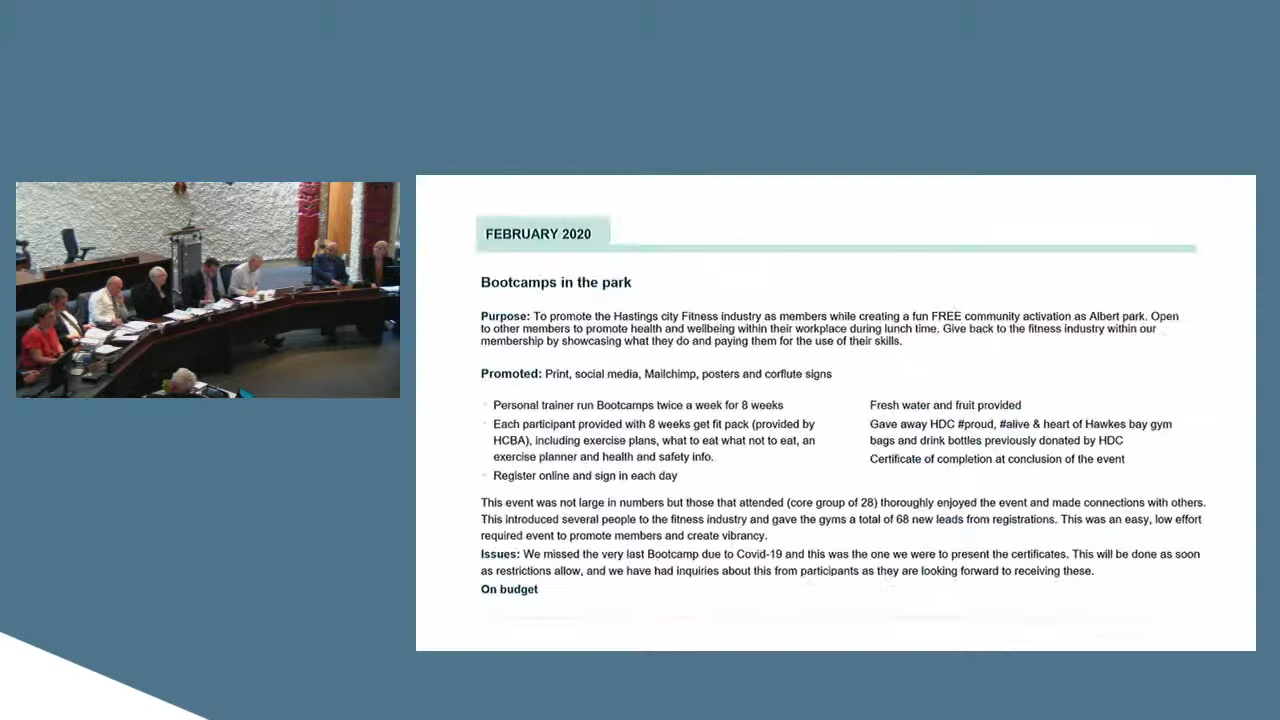 FEBRUARY 2020
Bootcamps in the park
Purpose: To promote the Hastings city Fitness industry as members while creating a fun FREE community activation as Albert park. Open
to other members to promote health and wellbeing within their workplace during lunch time. Give back to the fitness industry within our
membership by showcasing what they do and paying them for the use of their skills.
Promoted: Print, social media, Mailchimp, posters and corflute signs
Personal trainer run Bootcamps twice a week for 8 weeks
Each participant provided with 8 weeks get fit pack (provided by
HCBA), including exercise plans, what to eat what not to eat, an
exercise planner and health and safety info.
Register online and sign in each day
Fresh water and fruit provided
Gave away HDC #proud, #alive & heart of Hawkes bay gym
bags and drink bottles previously donated by HDC
Certificate of completion at conclusion of the event
This event was not large in numbers but those that attended (core group of 28) thoroughly enjoyed the event and made connections with others.
This introduced several people to the fitness industry and gave the gyms a total of 68 new leads from registrations. This was an easy, low effort
required event to promote members and create vibrancy.
Issues: We missed the very last Bootcamp due to Covid-19 and this was the one we were to present the certificates. This will be done as soon
as restrictions allow, and we have had inquiries about this from participants as they are looking forward to receiving these.
On budget